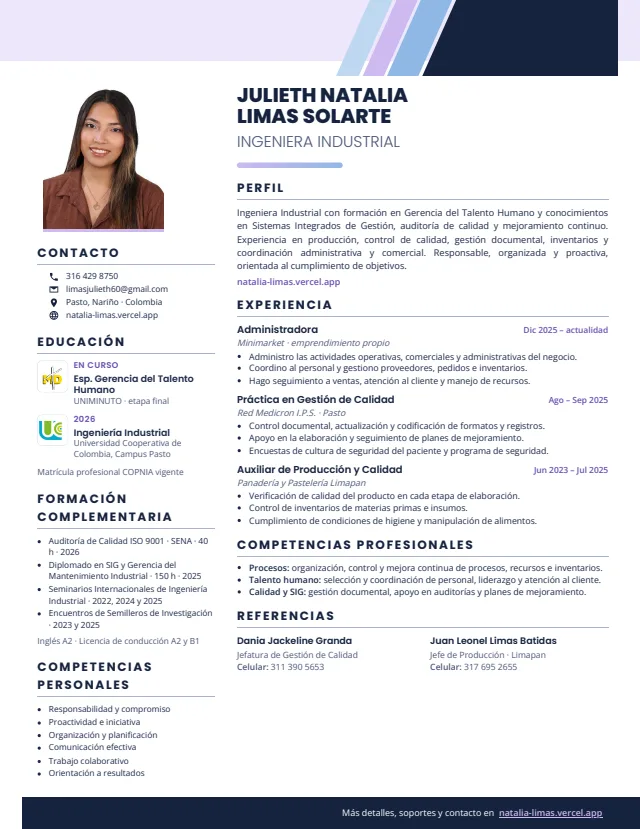 JULIETH NATALIA
LIMAS SOLARTE
INGENIERA INDUSTRIAL
CONTACTO
316 429 8750
limasjulieth60@gmail.com
Pasto, Nariño · Colombia
natalia-limas.vercel.app
EDUCACIÓN
EN CURSO
Esp. Gerencia del Talento
Humano
UNIMINUTO · etapa final
2026
Ingeniería Industrial
Universidad Cooperativa de
Colombia, Campus Pasto
Matrícula profesional COPNIA vigente
FORMACIÓN
COMPLEMENTARIA
• Auditoría de Calidad ISO 9001 · SENA · 40
h · 2026
• Diplomado en SIG y Gerencia del
Mantenimiento Industrial · 150 h · 2025
• Seminarios Internacionales de Ingeniería
Industrial · 2022, 2024 y 2025
• Encuentros de Semilleros de Investigación
· 2023 y 2025
Inglés A2 · Licencia de conducción A2 y B1
COMPETENCIAS
PERSONALES
• Responsabilidad y compromiso
• Proactividad e iniciativa
• Organización y planificación
• Comunicación efectiva
• Trabajo colaborativo
• Orientación a resultados
PERFIL
Ingeniera Industrial con formación en Gerencia del Talento Humano y conocimientos
en Sistemas Integrados de Gestión, auditoría de calidad y mejoramiento continuo.
Experiencia en producción, control de calidad, gestión documental, inventarios y
coordinación administrativa y comercial. Responsable, organizada y proactiva,
orientada al cumplimiento de objetivos.
natalia-limas.vercel.app
EXPERIENCIA
Administradora Dic 2025 – actualidad
Minimarket · emprendimiento propio
• Administro las actividades operativas, comerciales y administrativas del negocio.
• Coordino al personal y gestiono proveedores, pedidos e inventarios.
• Hago seguimiento a ventas, atención al cliente y manejo de recursos.
Práctica en Gestión de Calidad Ago – Sep 2025
Red Medicron I.P.S. · Pasto
• Control documental, actualización y codificación de formatos y registros.
• Apoyo en la elaboración y seguimiento de planes de mejoramiento.
• Encuestas de cultura de seguridad del paciente y programa de seguridad.
Auxiliar de Producción y Calidad Jun 2023 – Jul 2025
Panadería y Pastelería Limapan
• Verificación de calidad del producto en cada etapa de elaboración.
• Control de inventarios de materias primas e insumos.
• Cumplimiento de condiciones de higiene y manipulación de alimentos.
COMPETENCIAS PROFESIONALES
• Procesos: organización, control y mejora continua de procesos, recursos e inventarios.
• Talento humano: selección y coordinación de personal, liderazgo y atención al cliente.
• Calidad y SIG: gestión documental, apoyo en auditorías y planes de mejoramiento.
REFERENCIAS
Dania Jackeline Granda
Jefatura de Gestión de Calidad
Celular: 311 390 5653
Juan Leonel Limas Batidas
Jefe de Producción · Limapan
Celular: 317 695 2655
Más detalles, soportes y contacto en natalia-limas.vercel.app